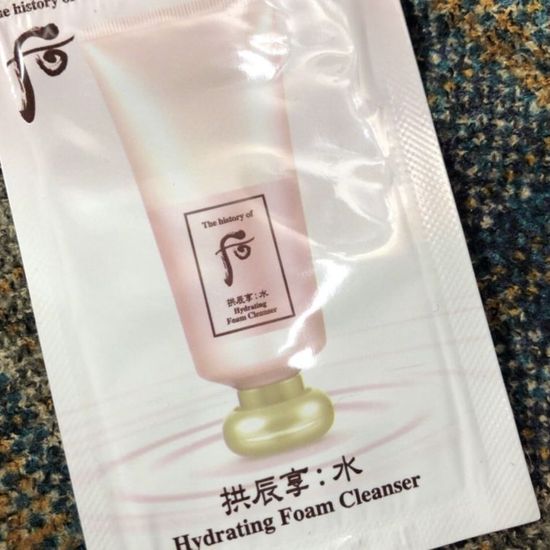 The history of
后
The history of
后
拱辰享:水
Hydrating
Foam Cleanser
拱辰享:水
Hydrating Foam Cleanser